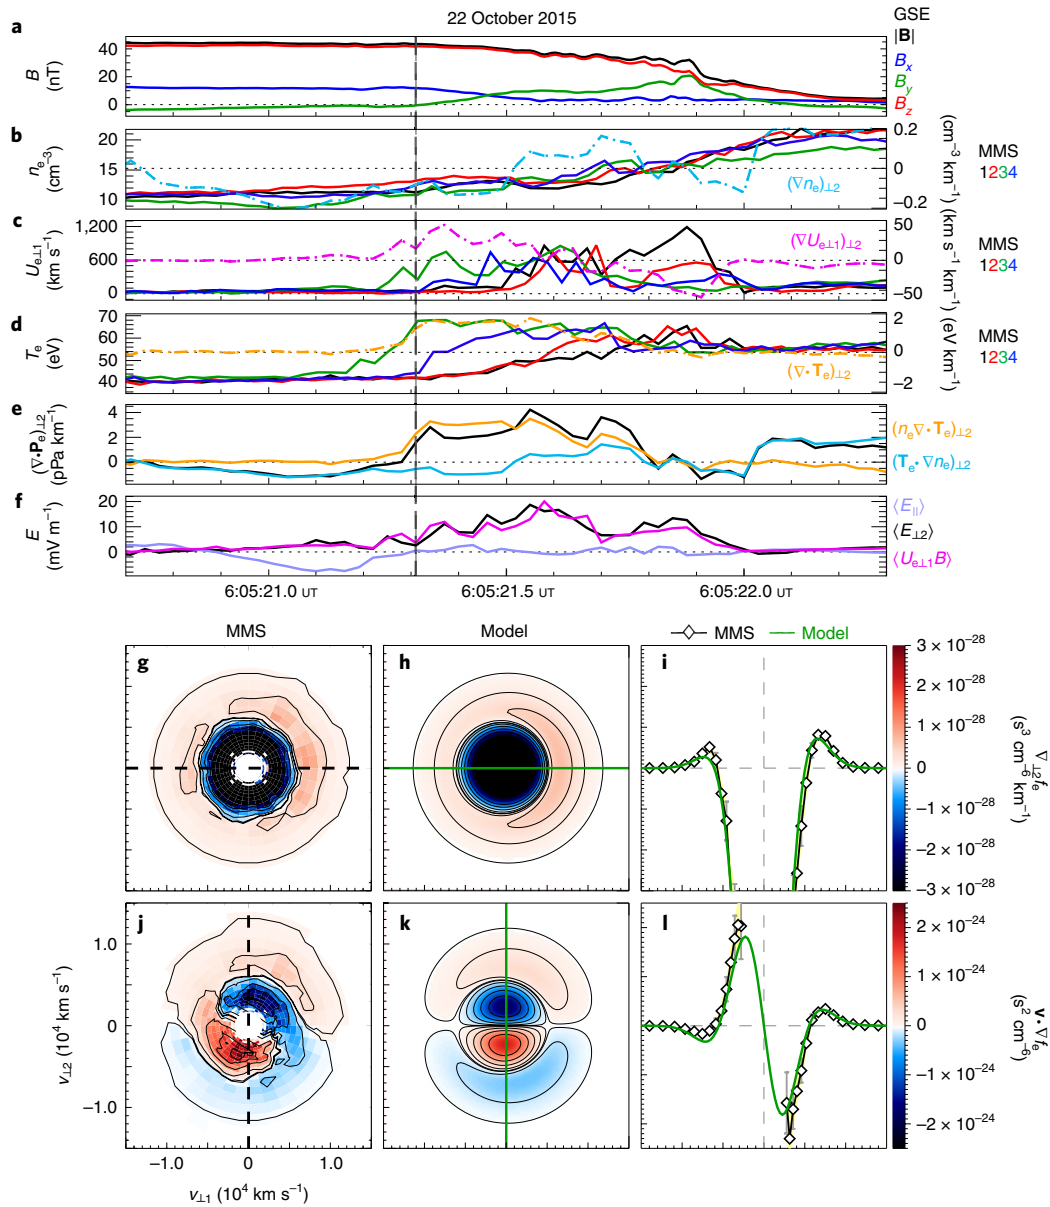 22 October 2015
a
B
(nT)
40
20
0
GSE
|B|
Bx
By
Bz
b
ne
(cm−3)
20
15
10
(∇ne)⊥2
0.2
0
−0.2
(cm−3 km−1)
MMS
1234
c
Ue⊥1
(km s−1)
1,200
600
0
(∇Ue⊥1)⊥2
50
0
−50
(km s−1 km−1)
MMS
1234
d
Te
(eV)
70
60
50
40
(∇·Te)⊥2
2
0
−2
(eV km−1)
MMS
1234
e
(∇·Pe)⊥2
(pPa km−1)
4
2
0
(ne∇·Te)⊥2
(Te·∇ne)⊥2
f
E
(mV m−1)
20
10
0
⟨E||⟩
⟨E⊥2⟩
⟨Ue⊥1B⟩
6:05:21.0 UT
6:05:21.5 UT
6:05:22.0 UT
MMS
Model
MMS
Model
g
h
i
3 × 10−28
2 × 10−28
1 × 10−28
0
−1 × 10−28
−2 × 10−28
−3 × 10−28
∇⊥2fe
(s3 cm−6 km−1)
j
k
l
1.0
0
−1.0
v⊥2 (104 km s−1)
2 × 10−24
1 × 10−24
0
−1 × 10−24
−2 × 10−24
v·∇fe
(s2 cm−6)
−1.0
0
1.0
v⊥1 (104 km s−1)